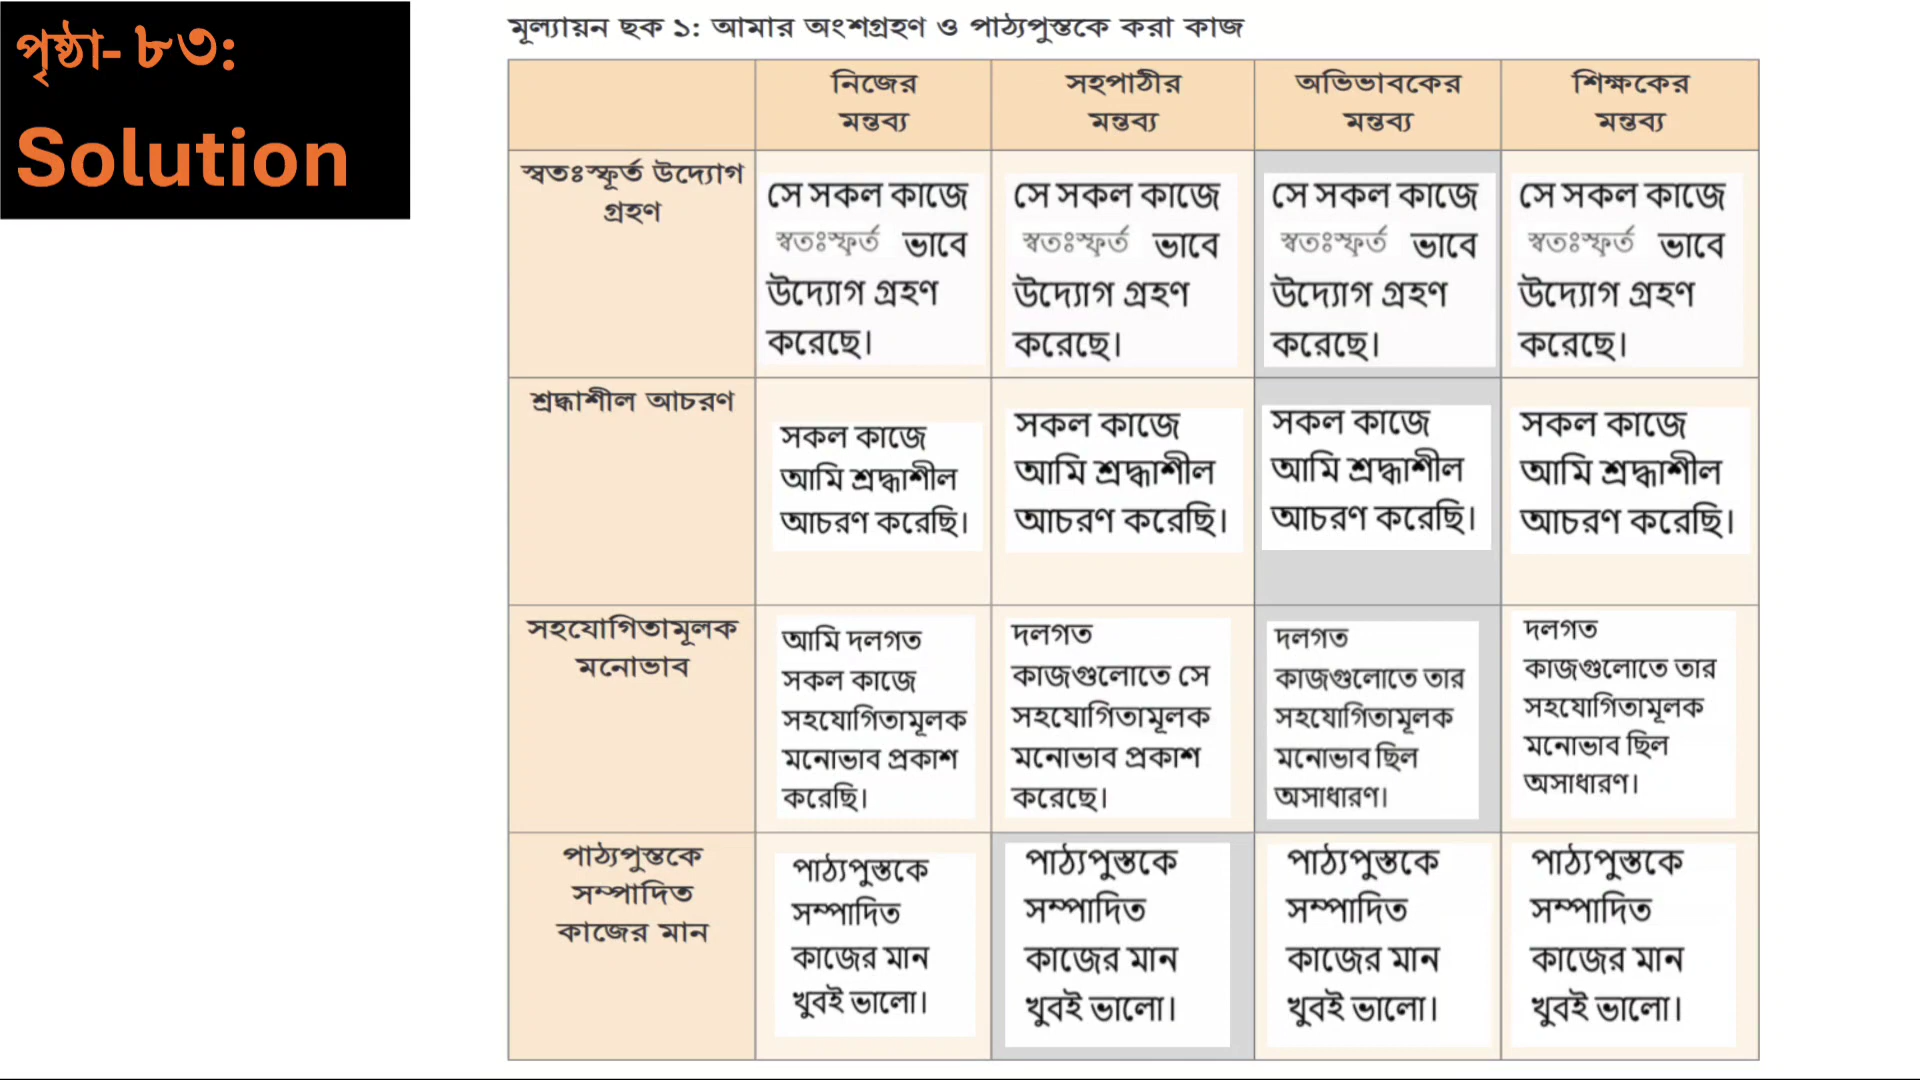 পৃষ্ঠা- ৮৩:
Solution
মূল্যায়ন ছক ১: আমার অংশগ্রহণ ও পাঠ্যপুস্তকে করা কাজ
নিজের
মন্তব্য
সহপাঠীর
মন্তব্য
অভিভাবকের
মন্তব্য
শিক্ষকের
মন্তব্য
স্বতঃস্ফূর্ত উদ্যোগ
গ্রহণ
সে সকল কাজে
স্বতঃস্ফূর্ত ভাবে
উদ্যোগ গ্রহণ
করেছে।
সে সকল কাজে
স্বতঃস্ফূর্ত ভাবে
উদ্যোগ গ্রহণ
করেছে।
সে সকল কাজে
স্বতঃস্ফূর্ত ভাবে
উদ্যোগ গ্রহণ
করেছে।
সে সকল কাজে
স্বতঃস্ফূর্ত ভাবে
উদ্যোগ গ্রহণ
করেছে।
শ্রদ্ধাশীল আচরণ
সকল কাজে
আমি শ্রদ্ধাশীল
আচরণ করেছি।
সকল কাজে
আমি শ্রদ্ধাশীল
আচরণ করেছি।
সকল কাজে
আমি শ্রদ্ধাশীল
আচরণ করেছি।
সকল কাজে
আমি শ্রদ্ধাশীল
আচরণ করেছি।
সহযোগিতামূলক
মনোভাব
আমি দলগত
সকল কাজে
সহযোগিতামূলক
মনোভাব প্রকাশ
করেছি।
দলগত
কাজগুলোতে সে
সহযোগিতামূলক
মনোভাব প্রকাশ
করেছে।
দলগত
কাজগুলোতে তার
সহযোগিতামূলক
মনোভাব ছিল
অসাধারণ।
দলগত
কাজগুলোতে তার
সহযোগিতামূলক
মনোভাব ছিল
অসাধারণ।
পাঠ্যপুস্তকে
সম্পাদিত
কাজের মান
পাঠ্যপুস্তকে
সম্পাদিত
কাজের মান
খুবই ভালো।
পাঠ্যপুস্তকে
সম্পাদিত
কাজের মান
খুবই ভালো।
পাঠ্যপুস্তকে
সম্পাদিত
কাজের মান
খুবই ভালো।
পাঠ্যপুস্তকে
সম্পাদিত
কাজের মান
খুবই ভালো।